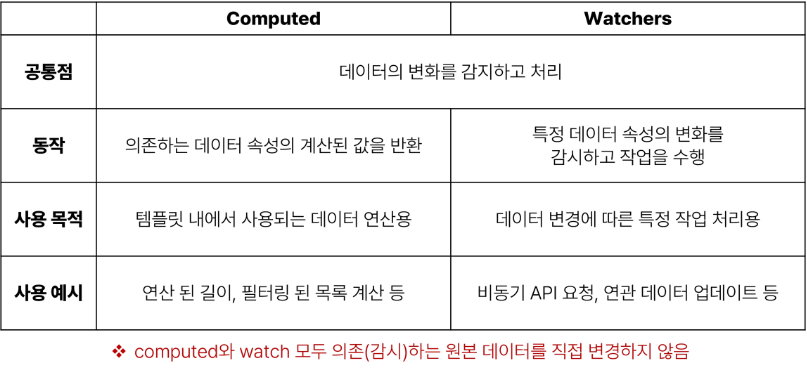 Computed Watchers
공통점 데이터의 변화를 감지하고 처리
동작 의존하는 데이터 속성의 계산된 값을 반환 특정 데이터 속성의 변화를
감시하고 작업을 수행
사용 목적 템플릿 내에서 사용되는 데이터 연산용 데이터 변경에 따른 특정 작업 처리용
사용 예시 연산 된 길이, 필터링 된 목록 계산 등 비동기 API 요청, 연관 데이터 업데이트 등
❖ computed와 watch 모두 의존(감시)하는 원본 데이터를 직접 변경하지 않음